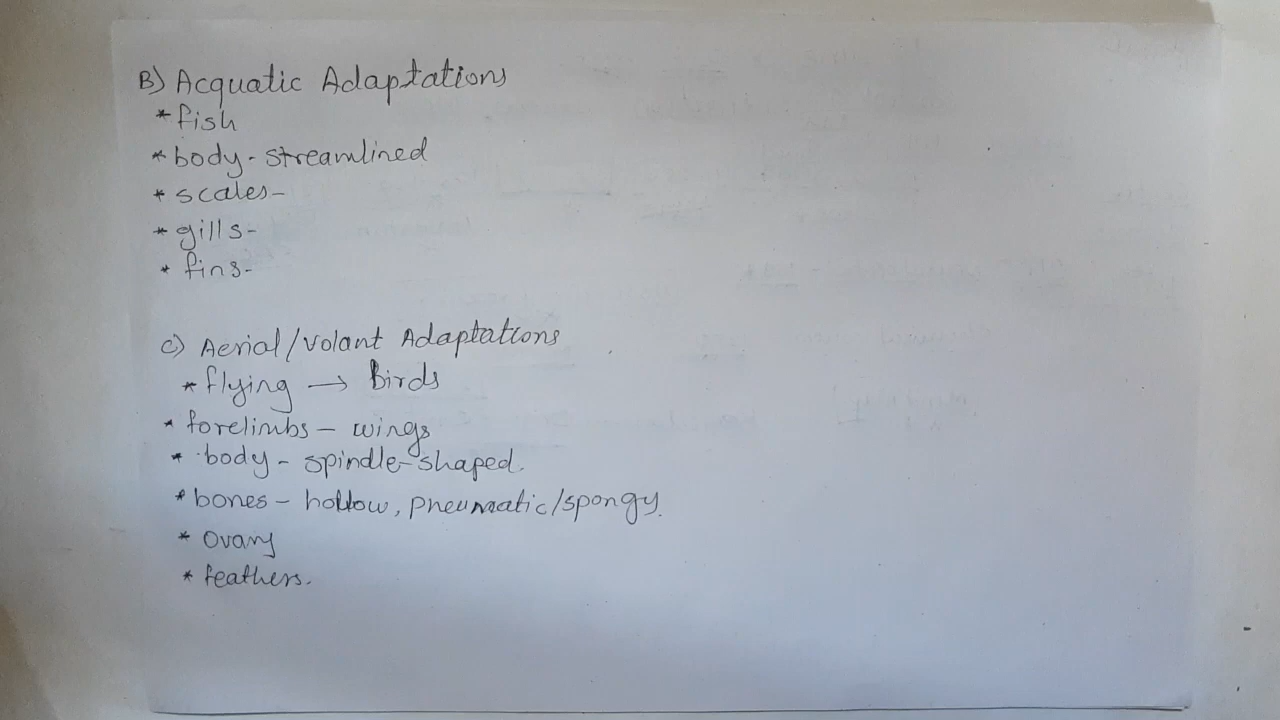 B) Acquatic Adaptations
* fish
* body - streamlined
* scales -
* gills -
* fins -
c) Aerial/Volant Adaptations
* flying → Birds
* forelimbs - wings
* body - spindle-shaped.
* bones - hollow, pneumatic/spongy.
* Ovary
* feathers.